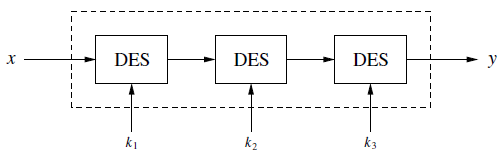 x DES DES DES y
k₁ k₂ k₃